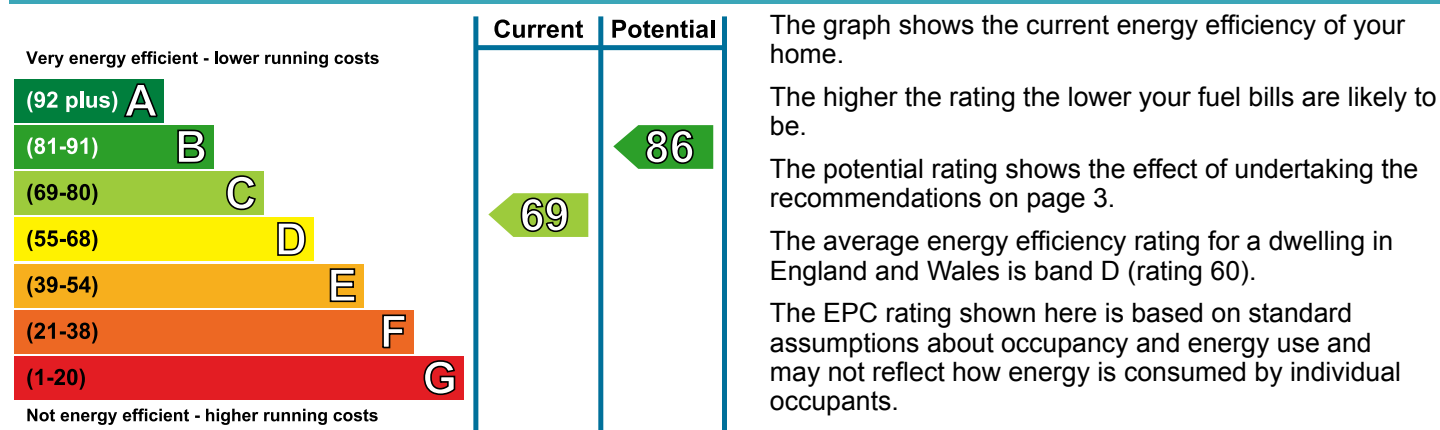 Current Potential
Very energy efficient - lower running costs
(92 plus) A
(81-91) B
86
(69-80) C
69
(55-68) D
(39-54) E
(21-38) F
(1-20) G
Not energy efficient - higher running costs
The graph shows the current energy efficiency of your
home.
The higher the rating the lower your fuel bills are likely to
be.
The potential rating shows the effect of undertaking the
recommendations on page 3.
The average energy efficiency rating for a dwelling in
England and Wales is band D (rating 60).
The EPC rating shown here is based on standard
assumptions about occupancy and energy use and
may not reflect how energy is consumed by individual
occupants.